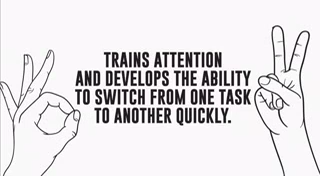 TRAINS ATTENTION
AND DEVELOPS THE ABILITY
TO SWITCH FROM ONE TASK
TO ANOTHER QUICKLY.